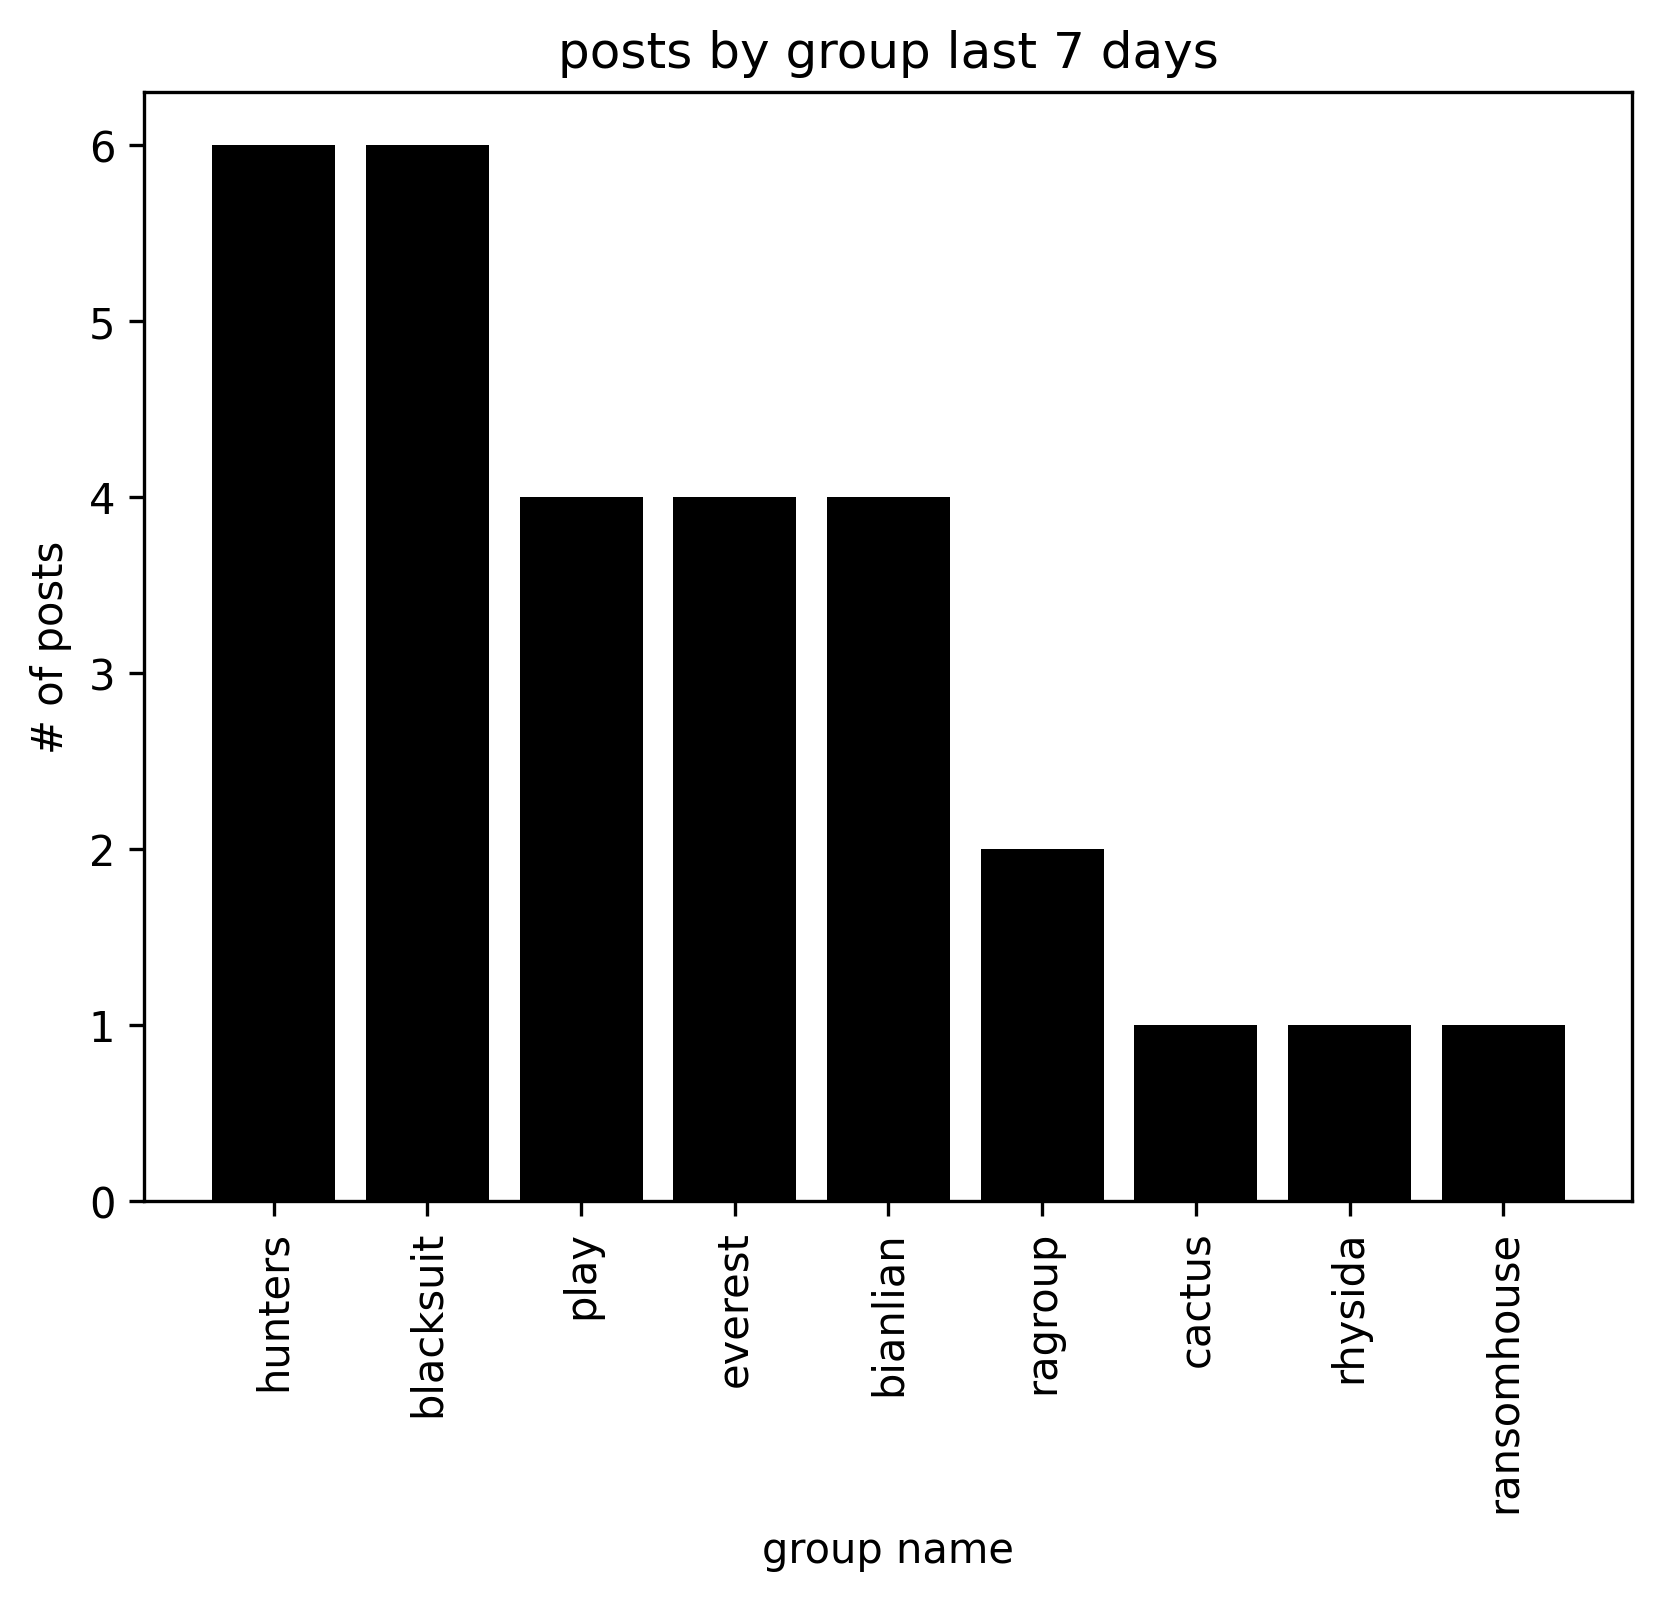 posts by group last 7 days
6
5
4
3
2
1
0
# of posts
hunters
blacksuit
play
everest
bianlian
ragroup
cactus
rhysida
ransomhouse
group name